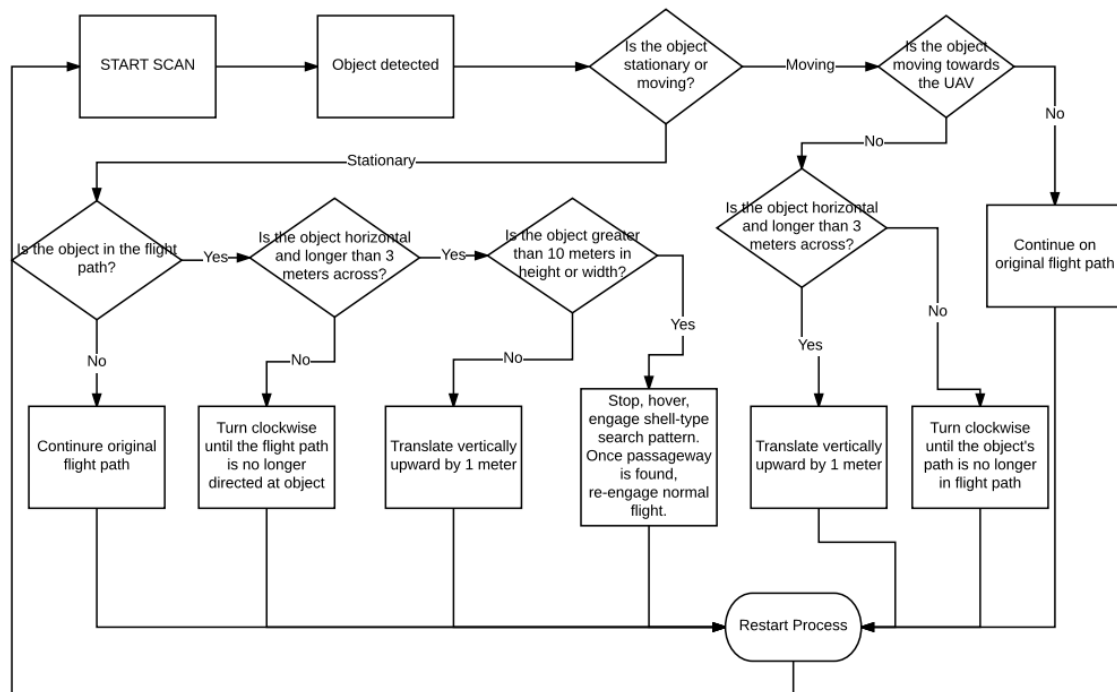 START SCAN
Object detected
Is the object
stationary or
moving?
Moving
Is the object
moving towards
the UAV
No
No
Stationary
Is the object in the flight
path?
Yes
Is the object horizontal
and longer than 3
meters across?
Yes
Is the object greater
than 10 meters in
height or width?
Is the object horizontal
and longer than 3
meters across?
Continue on
original flight path
No
No
No
Yes
Yes
No
Continure original
flight path
Turn clockwise
until the flight path
is no longer
directed at object
Translate vertically
upward by 1 meter
Stop, hover,
engage shell-type
search pattern.
Once passageway
is found,
re-engage normal
flight.
Translate vertically
upward by 1 meter
Turn clockwise
until the object's
path is no longer
in flight path
Restart Process